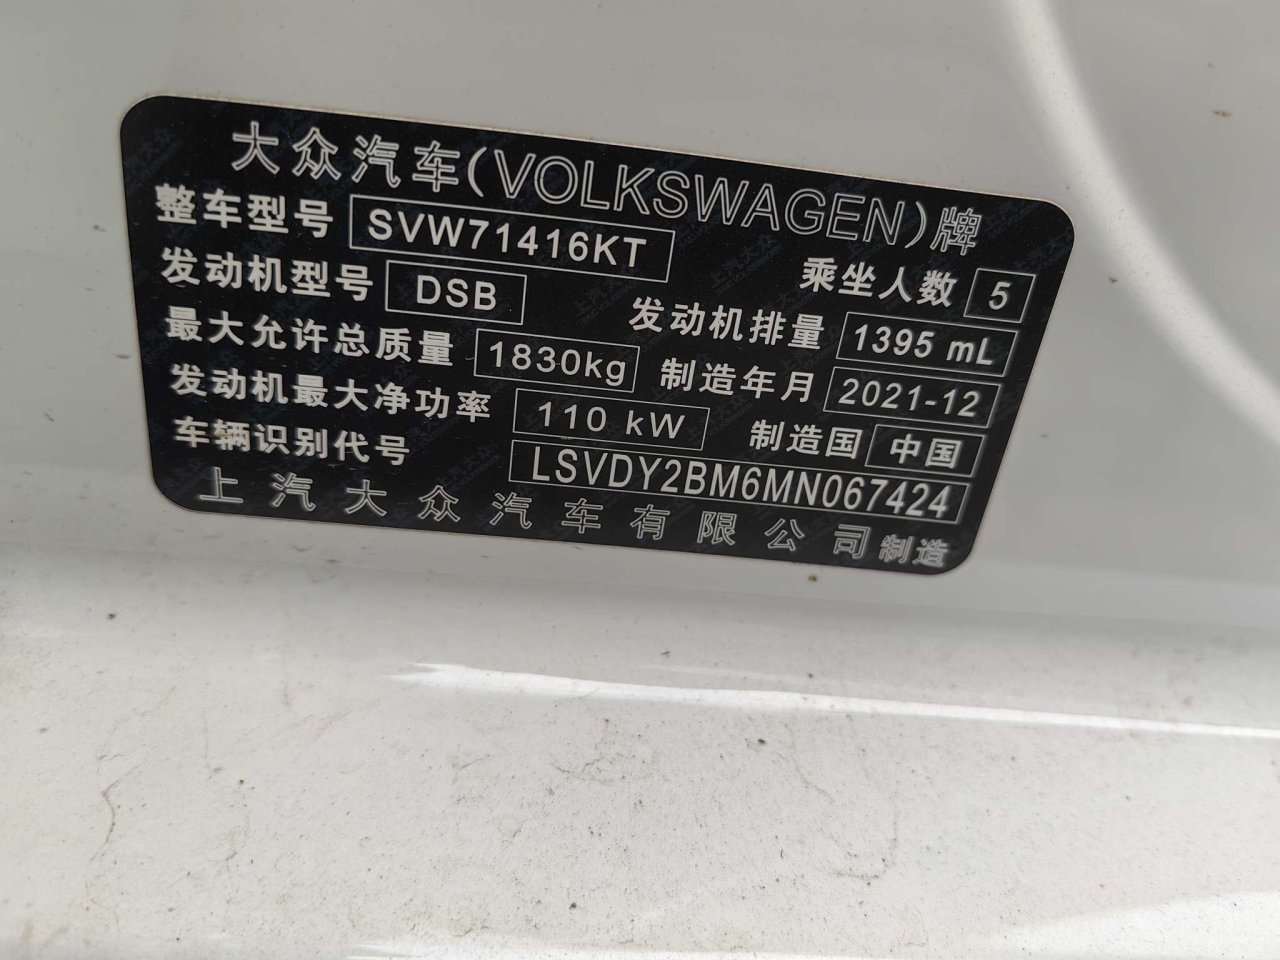 大众汽车(VOLKSWAGEN)牌
整车型号 SVW71416KT 乘坐人数 5
发动机型号 DSB 发动机排量 1395 mL
最大允许总质量 1830kg 制造年月 2021-12
发动机最大净功率 110 kW 制造国 中国
车辆识别代号 LSVDY2BM6MN067424
上汽大众汽车有限公司制造